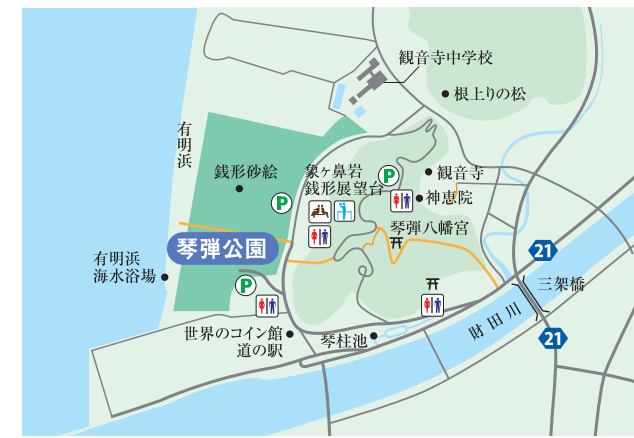 観音寺中学校
根上りの松
有明浜
銭形砂絵
象ヶ鼻岩
銭形展望台
P
P
観音寺
神恵院
琴弾八幡宮
琴弾公園
21
有明浜
海水浴場
P
三架橋
財田川
世界のコイン館
道の駅
琴柱池
21